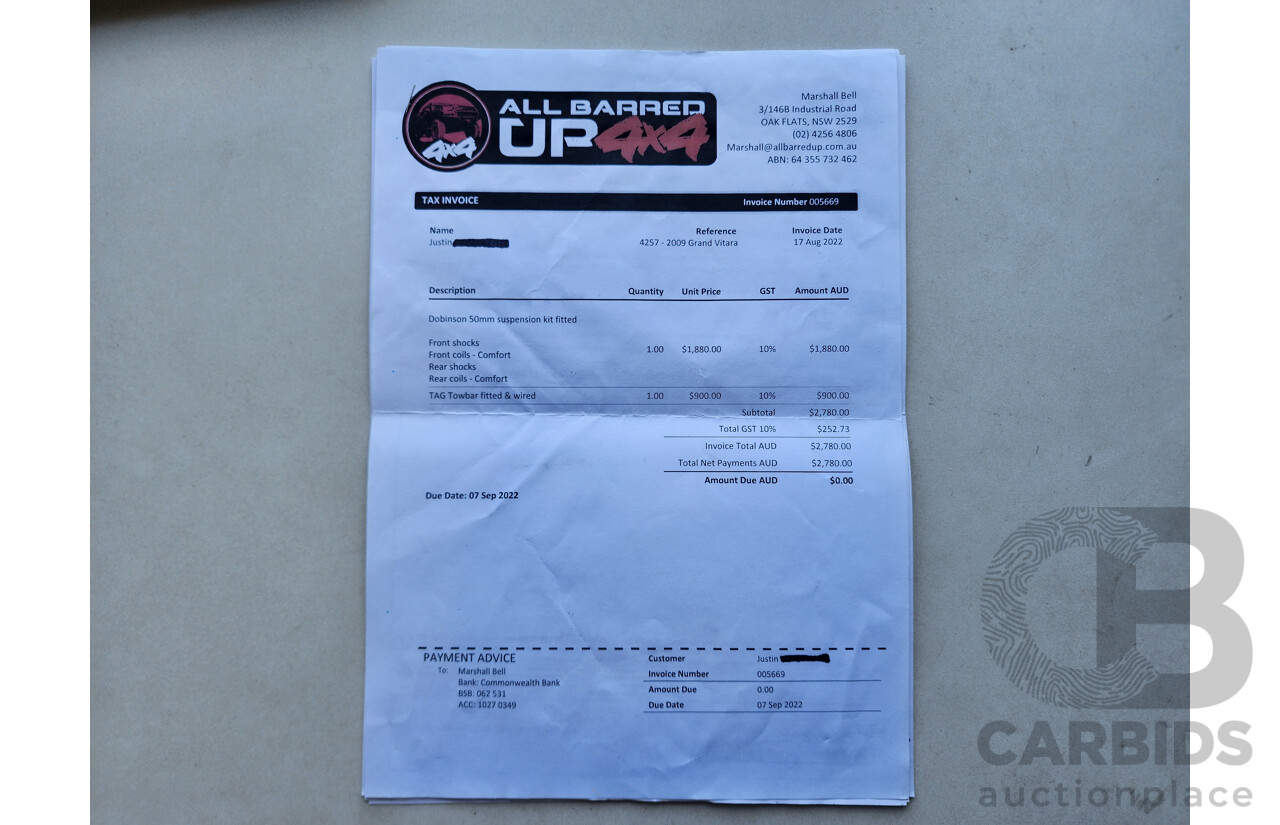 ALL BARRED
UP 4x4
4x4
Marshall Bell
3/146B Industrial Road
OAK FLATS, NSW 2529
(02) 4256 4806
Marshall@allbarredup.com.au
ABN: 64 355 732 462
TAX INVOICE Invoice Number 005669
Name Reference Invoice Date
Justin 4257 - 2009 Grand Vitara 17 Aug 2022
Description Quantity Unit Price GST Amount AUD
Dobinson 50mm suspension kit fitted
Front shocks
Front coils - Comfort 1.00 $1,880.00 10% $1,880.00
Rear shocks
Rear coils - Comfort
TAG Towbar fitted & wired 1.00 $900.00 10% $900.00
Subtotal $2,780.00
Total GST 10% $252.73
Invoice Total AUD $2,780.00
Total Net Payments AUD $2,780.00
Amount Due AUD $0.00
Due Date: 07 Sep 2022
PAYMENT ADVICE
To: Marshall Bell
Bank: Commonwealth Bank
BSB: 062 531
ACC: 1027 0349
Customer Justin
Invoice Number 005669
Amount Due 0.00
Due Date 07 Sep 2022
CB
CARBIDS
auctionplace